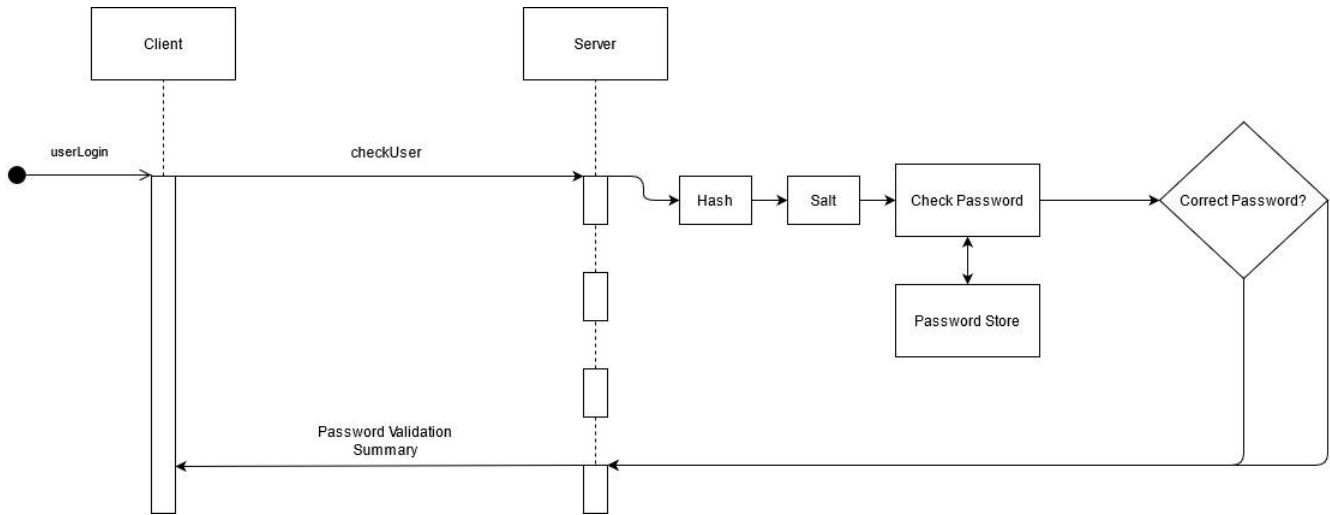 Client
Server
userLogin
checkUser
Hash
Salt
Check Password
Correct Password?
Password Store
Password Validation
Summary